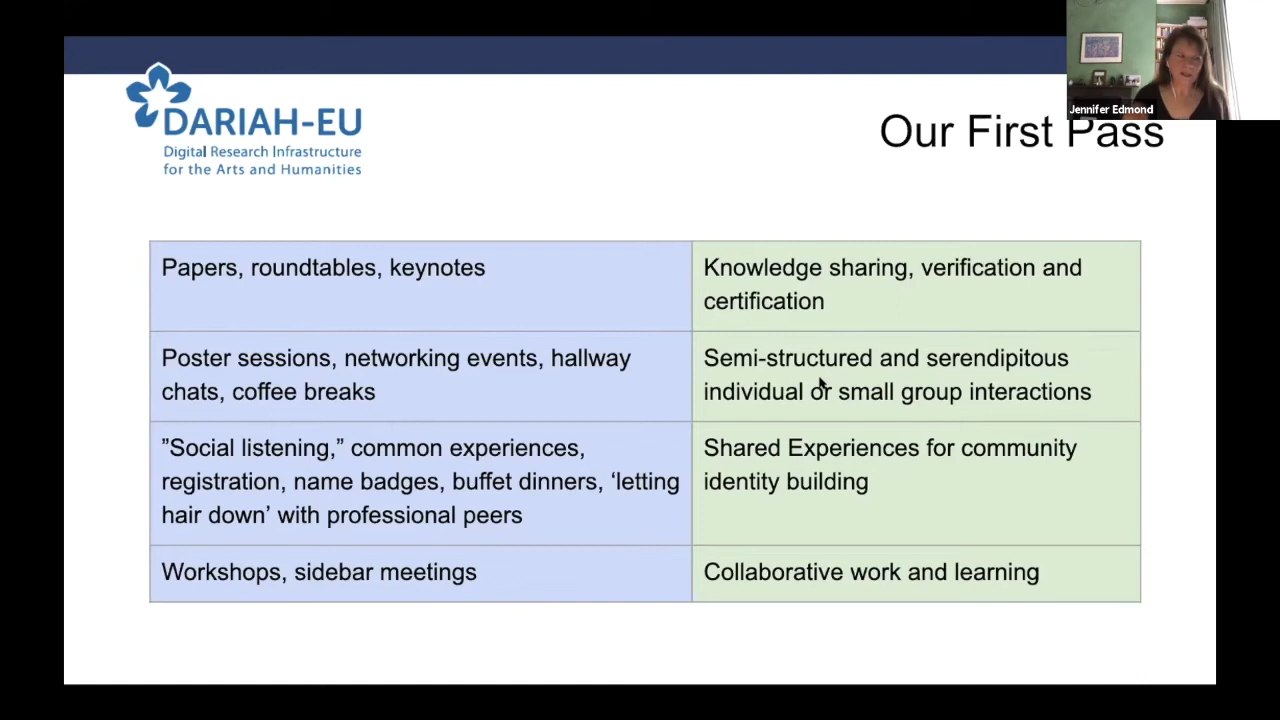 Jennifer Edmond
DARIAH-EU
Digital Research Infrastructure
for the Arts and Humanities
Our First Pass
Papers, roundtables, keynotes
Knowledge sharing, verification and
certification
Poster sessions, networking events, hallway
chats, coffee breaks
Semi-structured and serendipitous
individual or small group interactions
”Social listening,” common experiences,
registration, name badges, buffet dinners, ‘letting
hair down’ with professional peers
Shared Experiences for community
identity building
Workshops, sidebar meetings
Collaborative work and learning